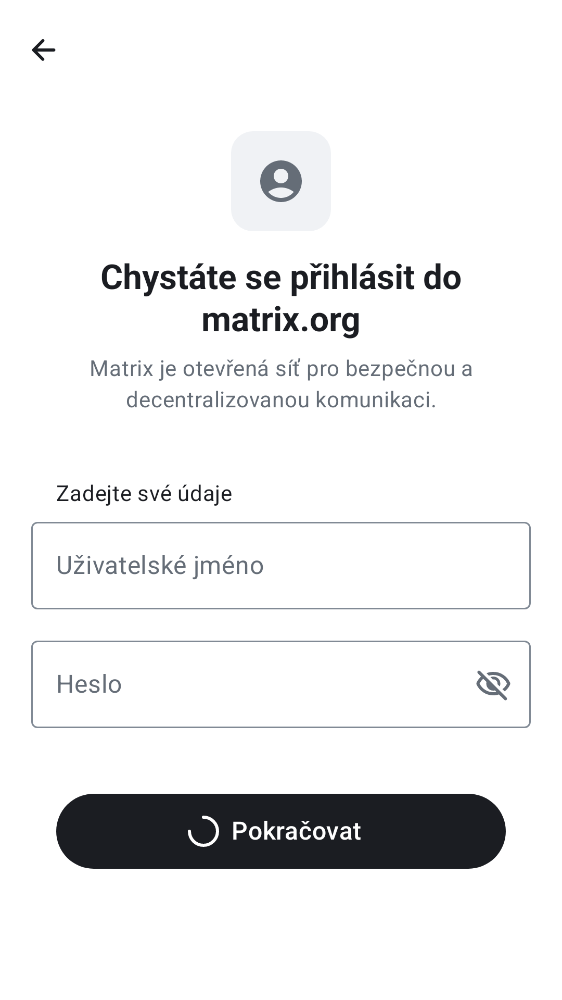 Chystáte se přihlásit do
matrix.org
Matrix je otevřená síť pro bezpečnou a
decentralizovanou komunikaci.
Zadejte své údaje
Uživatelské jméno
Heslo
Pokračovat